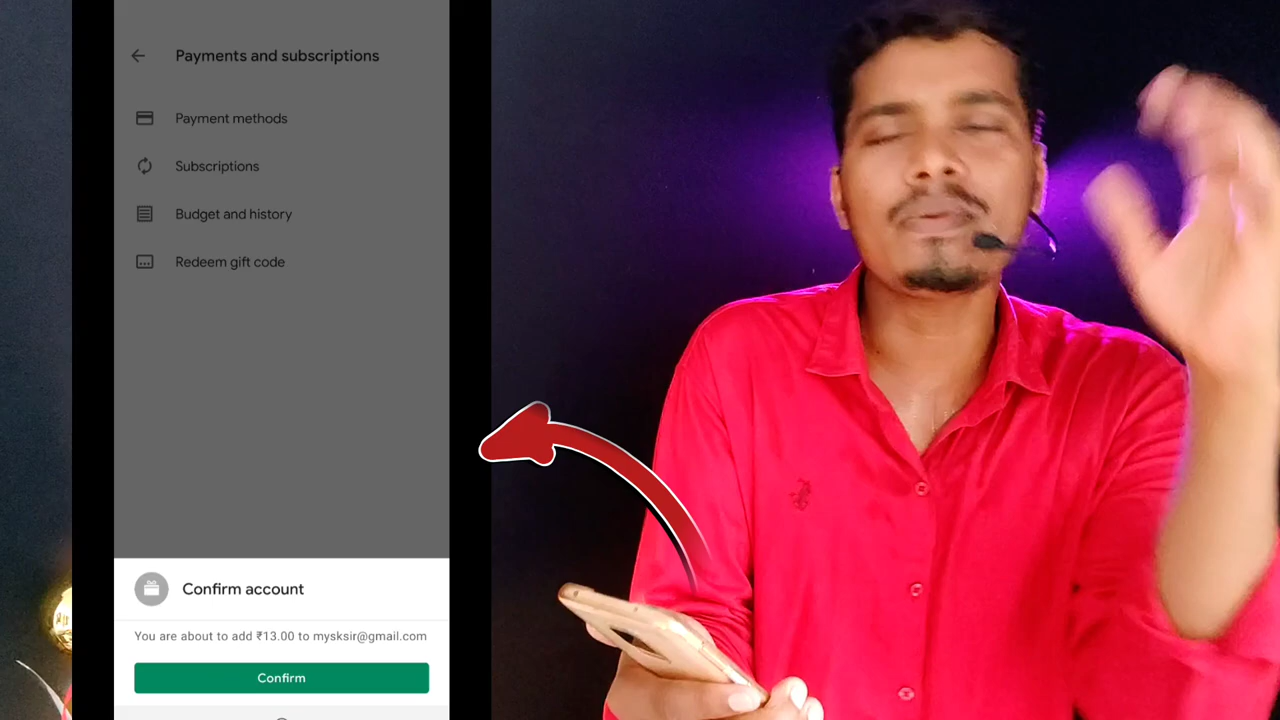 Payments and subscriptions
Payment methods
Subscriptions
Budget and history
Redeem gift code
Confirm account
You are about to add ₹13.00 to mysksir@gmail.com
Confirm